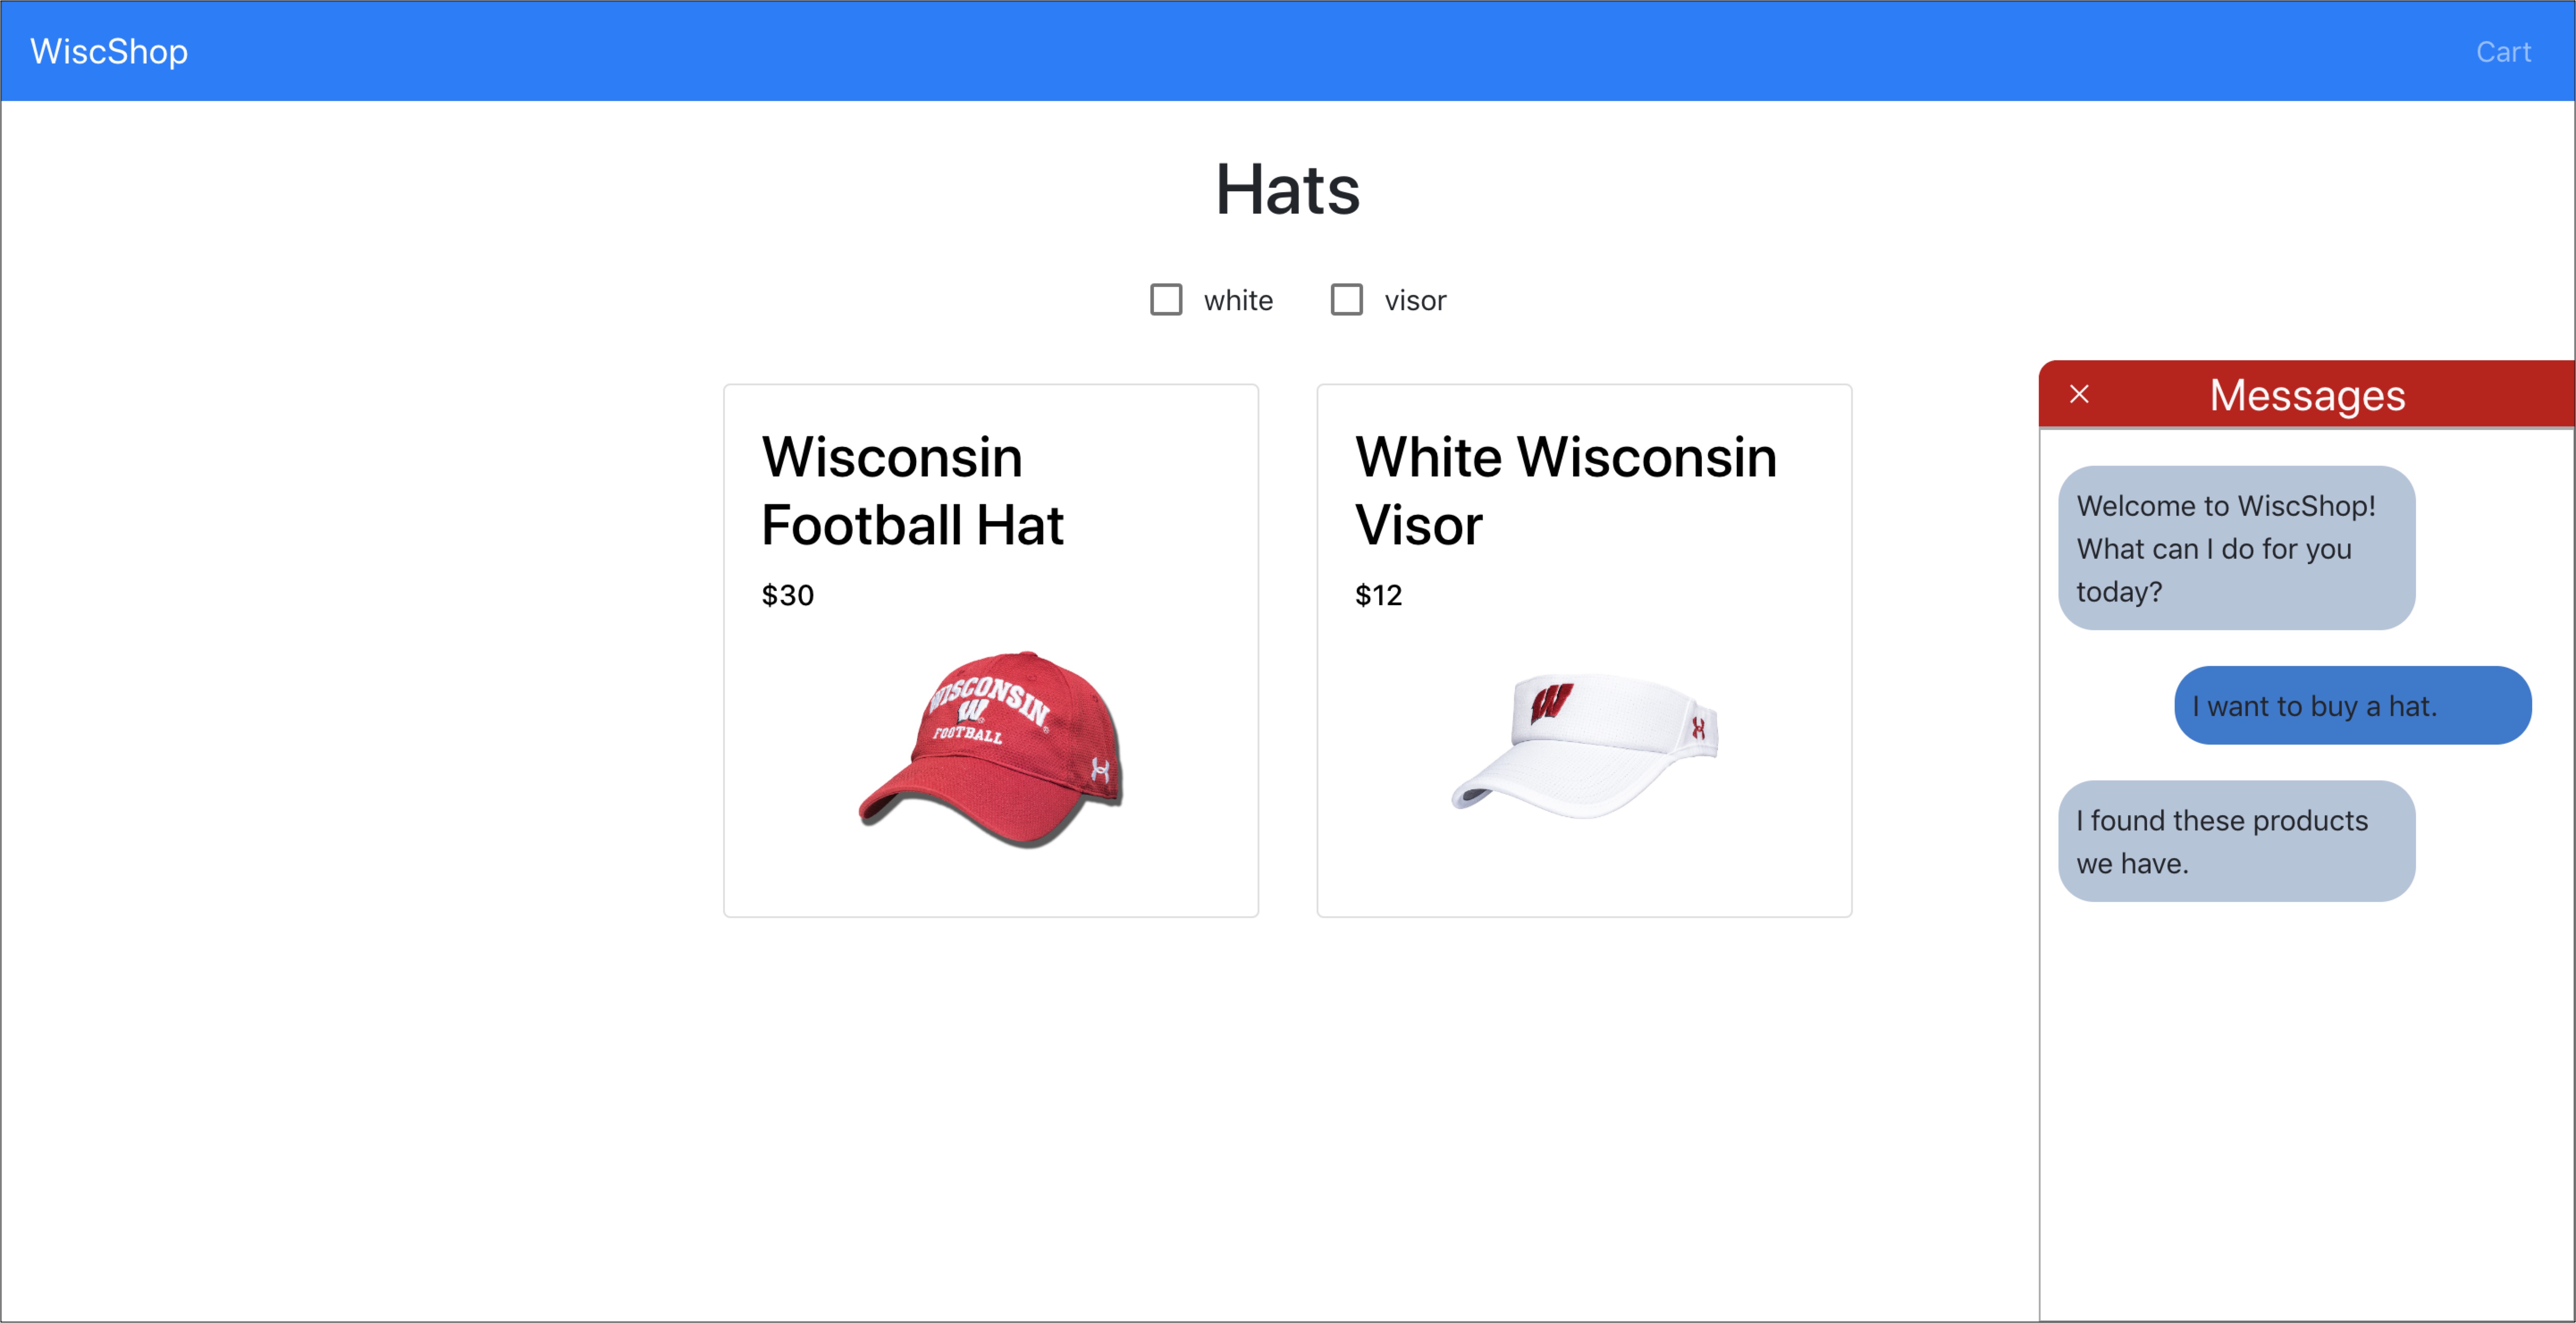 WiscShop
Cart
Hats
white
visor
Wisconsin
Football Hat
$30
WISCONSIN
W
FOOTBALL
White Wisconsin
Visor
$12
W
Messages
Welcome to WiscShop!
What can I do for you
today?
I want to buy a hat.
I found these products
we have.